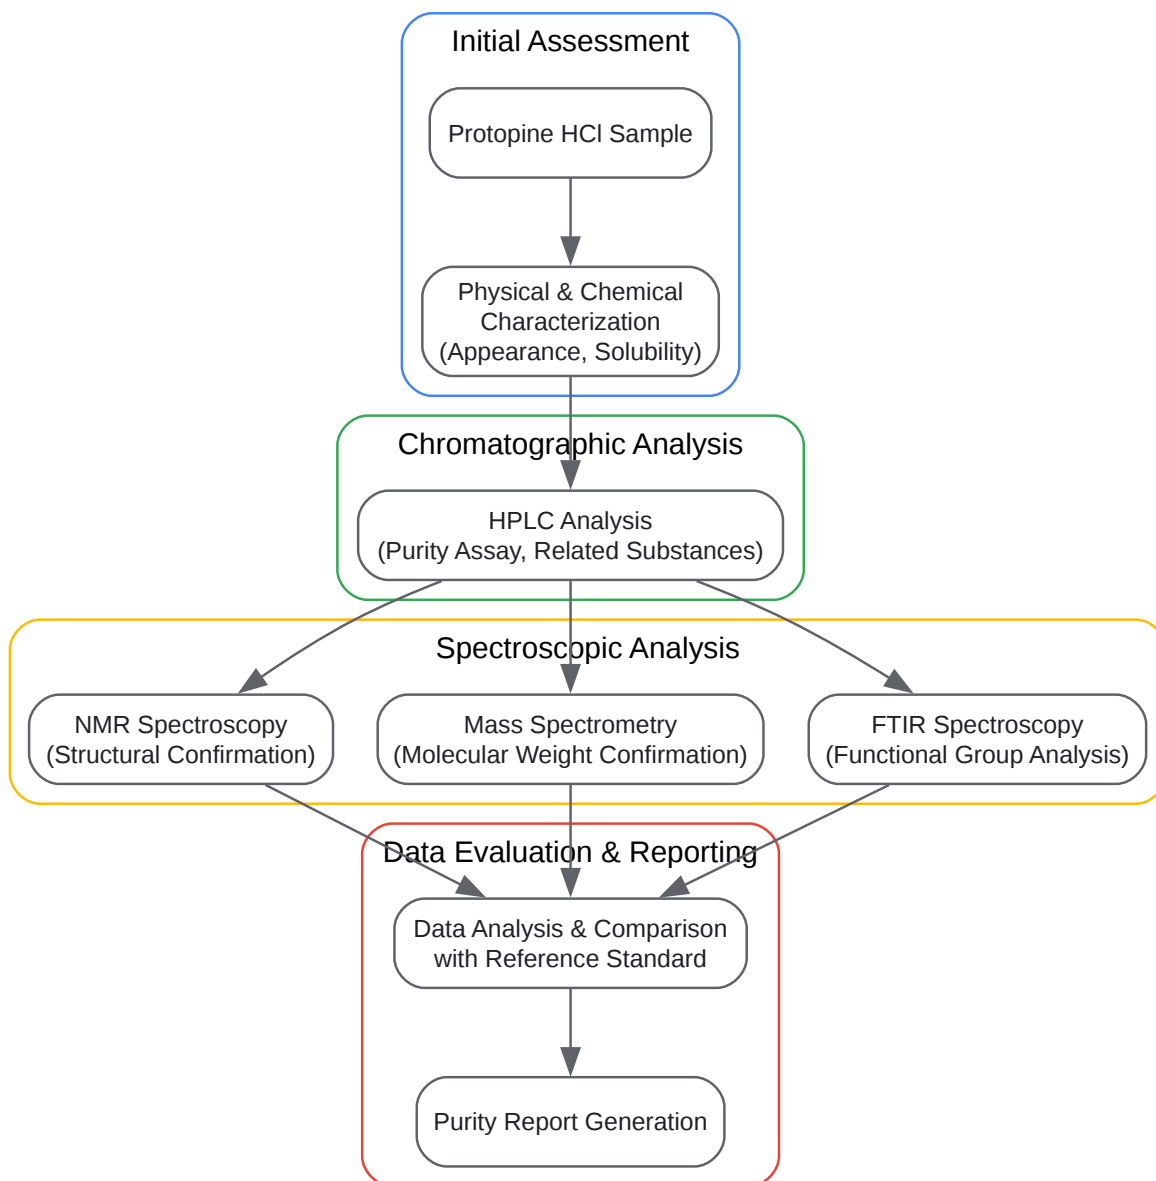 Initial Assessment
Protopine HCl Sample
Physical & Chemical
Characterization
(Appearance, Solubility)
Chromatographic Analysis
HPLC Analysis
(Purity Assay, Related Substances)
Spectroscopic Analysis
NMR Spectroscopy
(Structural Confirmation)
Mass Spectrometry
(Molecular Weight Confirmation)
FTIR Spectroscopy
(Functional Group Analysis)
Data Evaluation & Reporting
Data Analysis & Comparison
with Reference Standard
Purity Report Generation